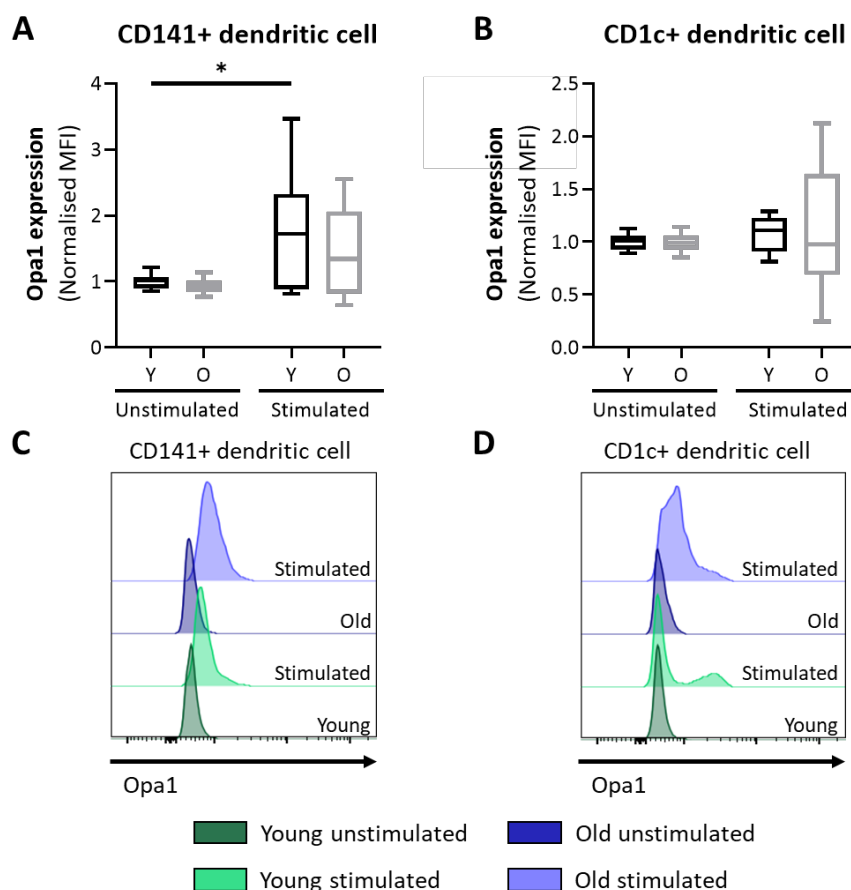 A
CD141+ dendritic cell
*
4
3
2
1
0
Opa1 expression
(Normalised MFI)
Y O Y O
Unstimulated Stimulated
B
CD1c+ dendritic cell
2.5
2.0
1.5
1.0
0.5
0.0
Opa1 expression
(Normalised MFI)
Y O Y O
Unstimulated Stimulated
C
CD141+ dendritic cell
Stimulated
Old
Stimulated
Young
Opa1
D
CD1c+ dendritic cell
Stimulated
Old
Stimulated
Young
Opa1
Young unstimulated
Old unstimulated
Young stimulated
Old stimulated